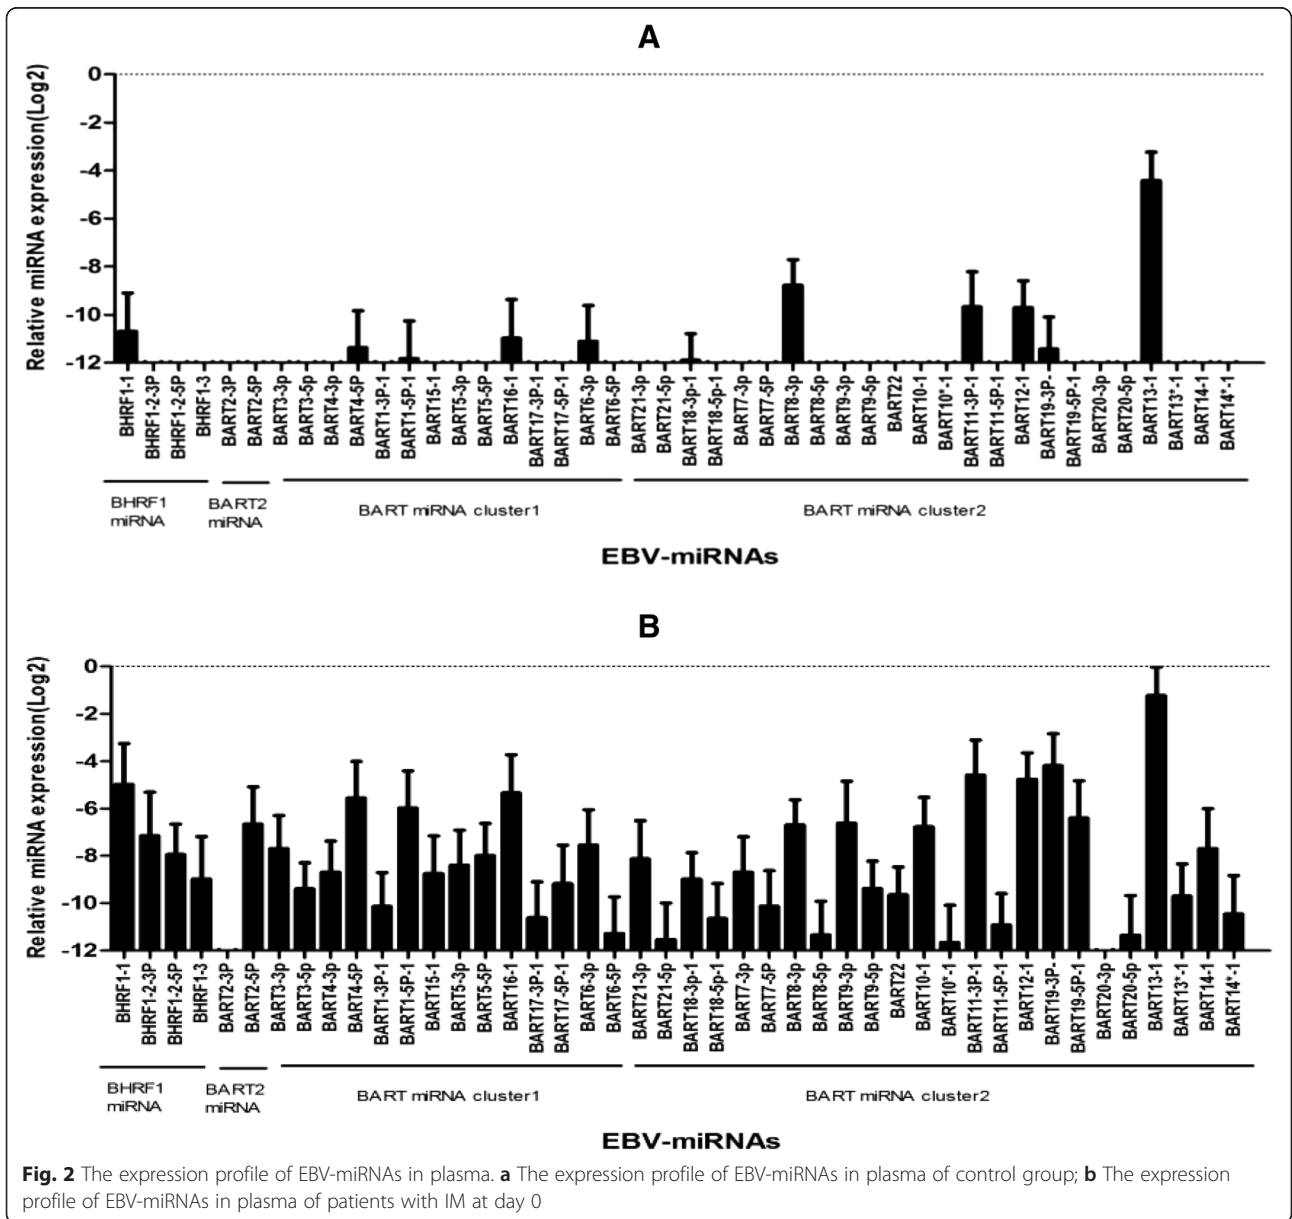 A
Relative miRNA expression(Log2)
0
-2
-4
-6
-8
-10
-12
BHRF1-1
BHRF1-2-3P
BHRF1-2-5P
BHRF1-3
BART2-3P
BART2-5P
BART3-3p
BART3-5p
BART4-3p
BART4-5P
BART1-3P-1
BART1-5P-1
BART15-1
BART5-3p
BART5-5P
BART16-1
BART17-3P-1
BART17-5P-1
BART6-3p
BART6-5P
BART21-3p
BART21-5p
BART18-3p-1
BART18-5p-1
BART7-3p
BART7-5P
BART8-3p
BART8-5p
BART9-3p
BART9-5p
BART22
BART10-1
BART10*-1
BART11-3P-1
BART11-5P-1
BART12-1
BART19-3P-
BART19-5P-1
BART20-3p
BART20-5p
BART13-1
BART13*-1
BART14-1
BART14*-1
BHRF1
miRNA
BART2
miRNA
BART miRNA cluster1
BART miRNA cluster2
EBV-miRNAs
B
Relative miRNA expression(Log2)
0
-2
-4
-6
-8
-10
-12
BHRF1-1
BHRF1-2-3P
BHRF1-2-5P
BHRF1-3
BART2-3P
BART2-5P
BART3-3p
BART3-5p
BART4-3p
BART4-5P
BART1-3P-1
BART1-5P-1
BART15-1
BART5-3p
BART5-5P
BART16-1
BART17-3P-1
BART17-5P-1
BART6-3p
BART6-5P
BART21-3p
BART21-5p
BART18-3p-1
BART18-5p-1
BART7-3p
BART7-5P
BART8-3p
BART8-5p
BART9-3p
BART9-5p
BART22
BART10-1
BART10*-1
BART11-3P-1
BART11-5P-1
BART12-1
BART19-3P-
BART19-5P-1
BART20-3p
BART20-5p
BART13-1
BART13*-1
BART14-1
BART14*-1
BHRF1
miRNA
BART2
miRNA
BART miRNA cluster1
BART miRNA cluster2
EBV-miRNAs
Fig. 2 The expression profile of EBV-miRNAs in plasma. a The expression profile of EBV-miRNAs in plasma of control group; b The expression
profile of EBV-miRNAs in plasma of patients with IM at day 0